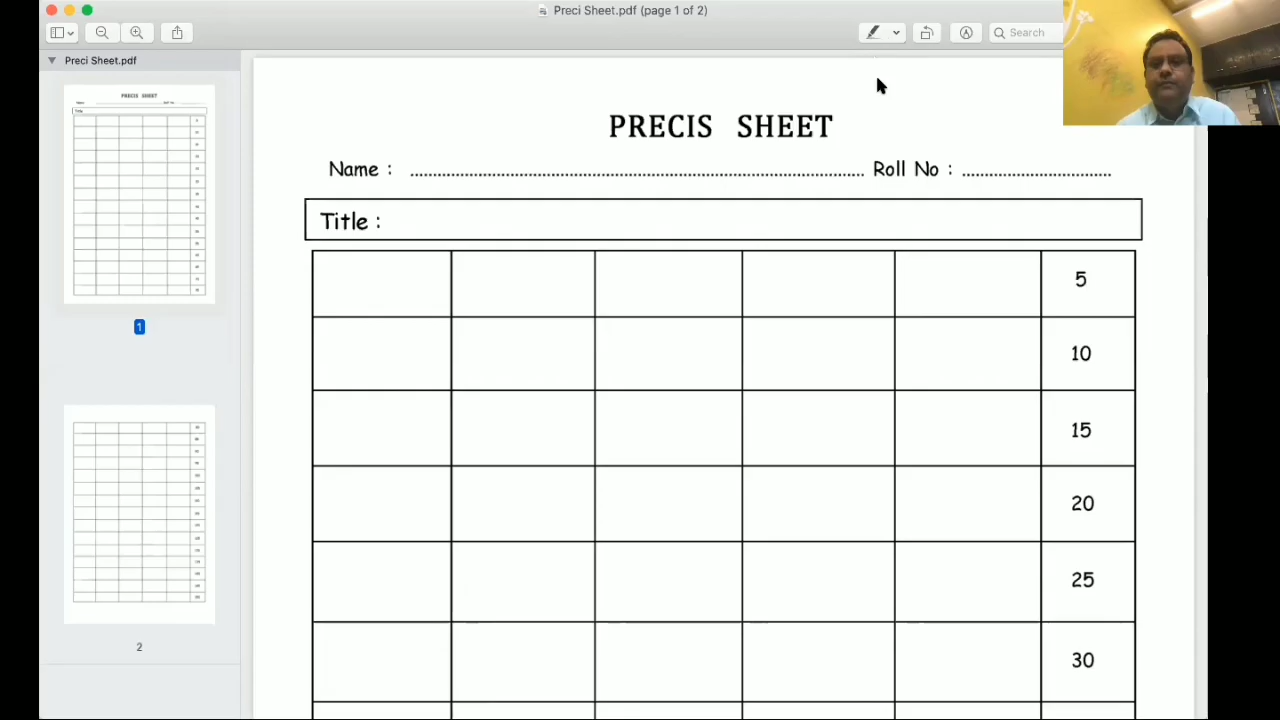 Preci Sheet.pdf (page 1 of 2)
Search
Preci Sheet.pdf
PRECIS SHEET
Name : ........................................ Roll No : ....................
Title :
5
10
15
20
25
30
1
2